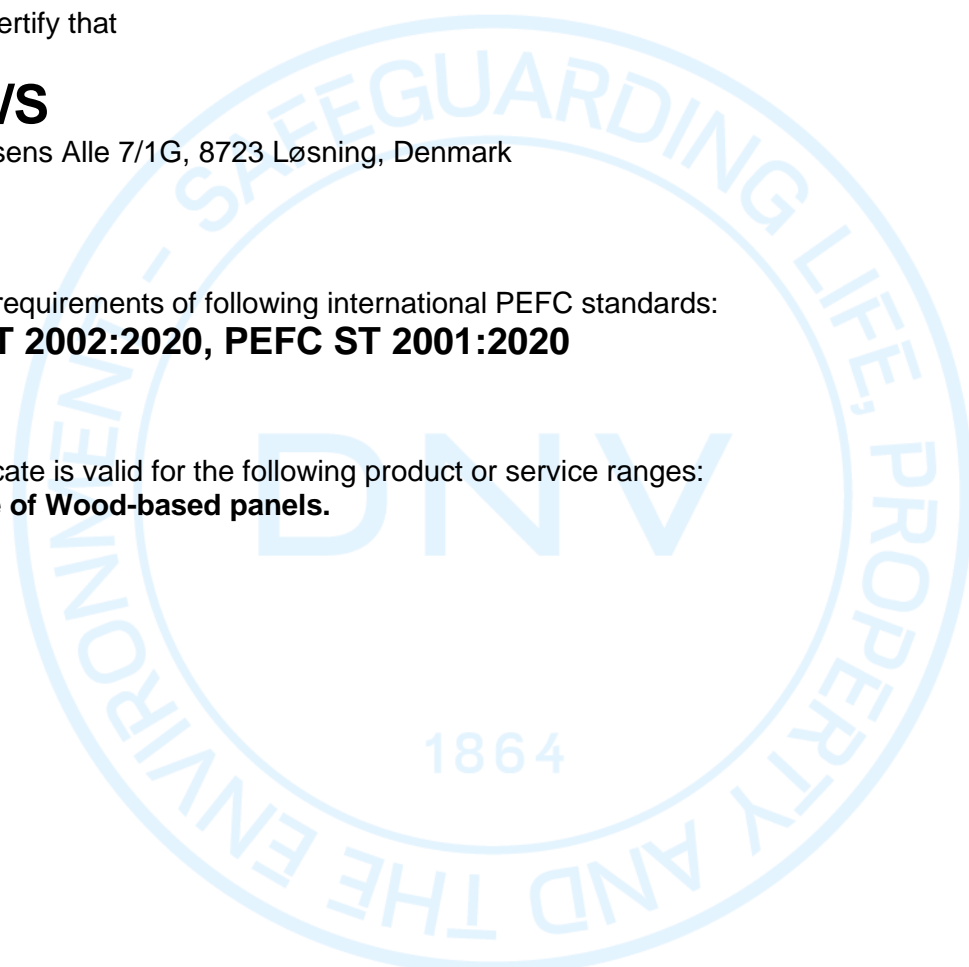 ertify that
/S
sens Alle 7/1G, 8723 Løsning, Denmark
requirements of following international PEFC standards:
T 2002:2020, PEFC ST 2001:2020
cate is valid for the following product or service ranges:
e of Wood-based panels.
SAFEGUARDING LIFE, PROPERTY AND THE ENVIRONMENT –
DNV
1864